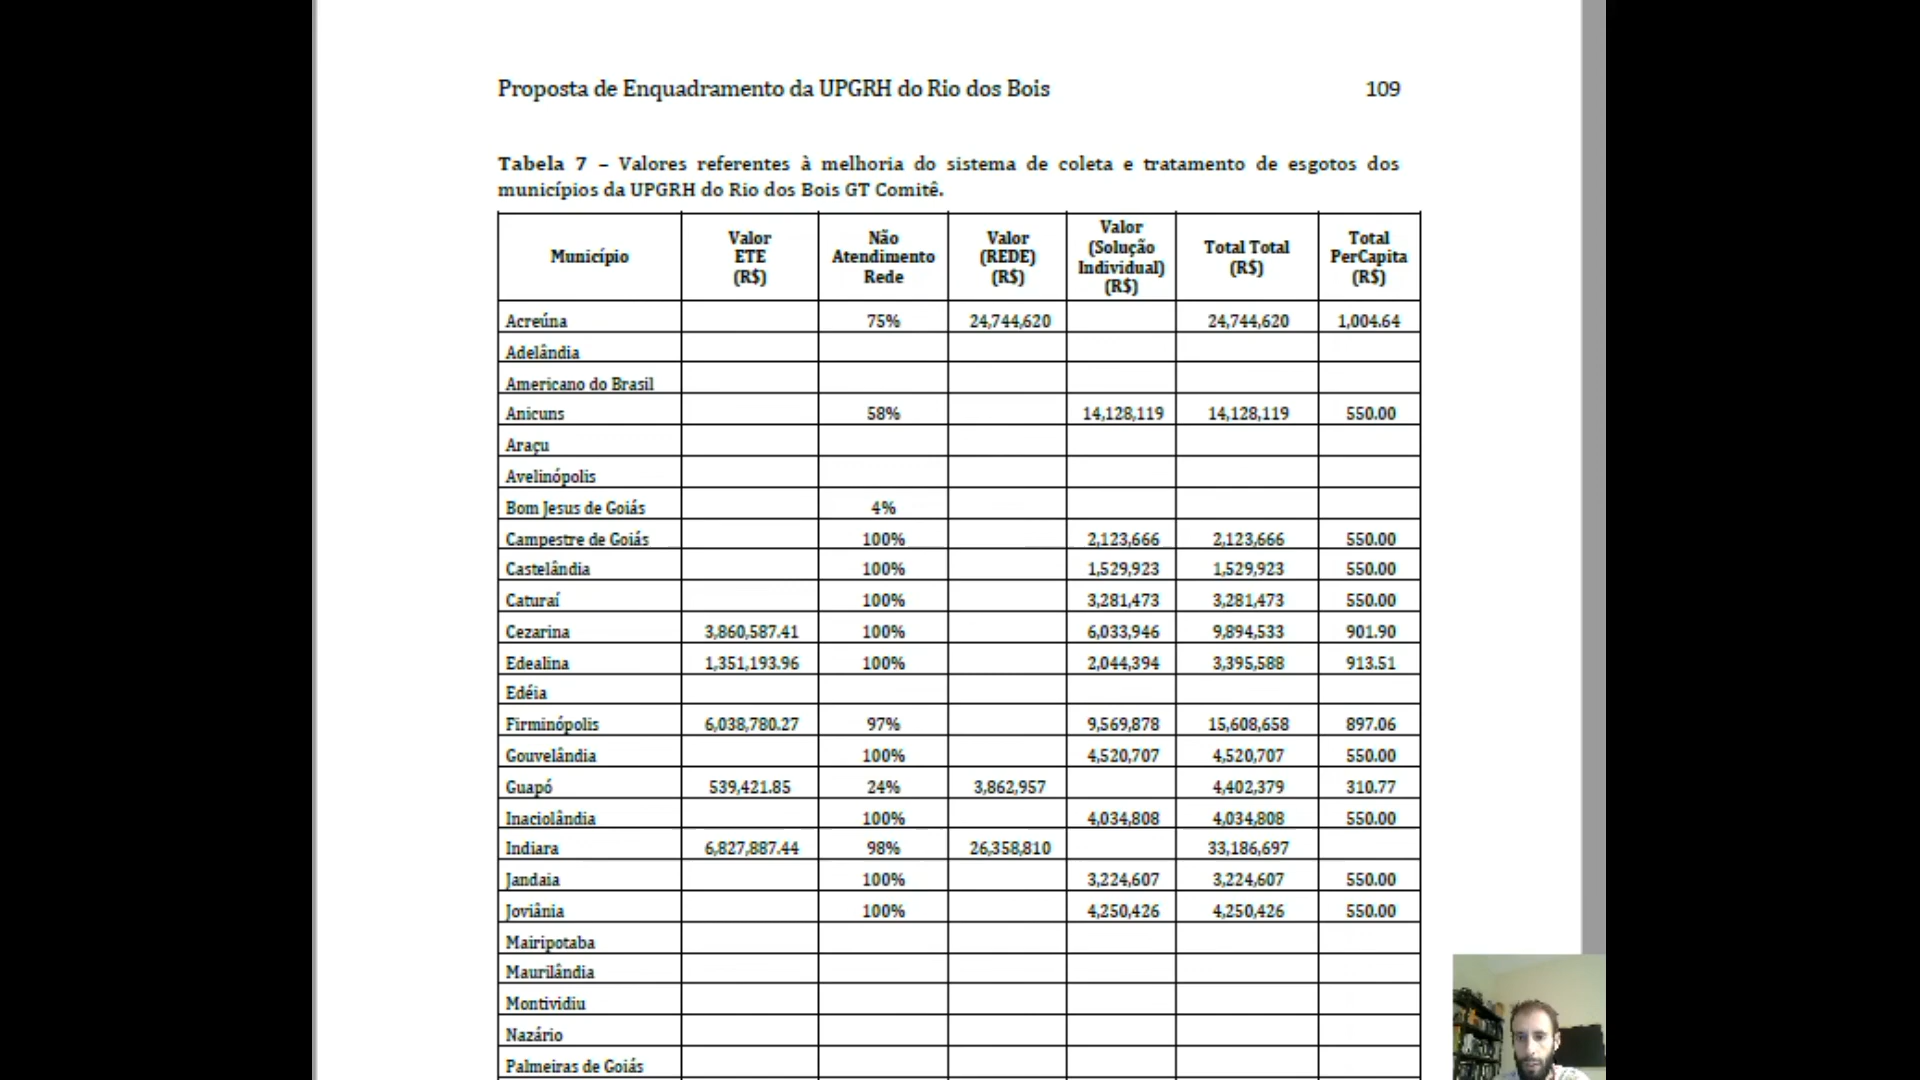 Proposta de Enquadramento da UPGRH do Rio dos Bois 109
Tabela 7 – Valores referentes à melhoria do sistema de coleta e tratamento de esgotos dos
municípios da UPGRH do Rio dos Bois GT Comitê.
Município Valor ETE (R$) Não Atendimento Rede Valor (REDE) (R$) Valor (Solução Individual) (R$) Total Total (R$) Total PerCapita (R$)
Acreúna 75% 24,744,620 24,744,620 1,004.64
Adelândia
Americano do Brasil
Anicuns 58% 14,128,119 14,128,119 550.00
Araçu
Avelinópolis
Bom Jesus de Goiás 4%
Campestre de Goiás 100% 2,123,666 2,123,666 550.00
Castelândia 100% 1,529,923 1,529,923 550.00
Caturaí 100% 3,281,473 3,281,473 550.00
Cezarina 3,860,587.41 100% 6,033,946 9,894,533 901.90
Edealina 1,351,193.96 100% 2,044,394 3,395,588 913.51
Edéia
Firminópolis 6,038,780.27 97% 9,569,878 15,608,658 897.06
Gouvelândia 100% 4,520,707 4,520,707 550.00
Guapó 539,421.85 24% 3,862,957 4,402,379 310.77
Inaciolândia 100% 4,034,808 4,034,808 550.00
Indiara 6,827,887.44 98% 26,358,810 33,186,697
Jandaia 100% 3,224,607 3,224,607 550.00
Joviânia 100% 4,250,426 4,250,426 550.00
Mairipotaba
Maurilândia
Montividiu
Nazário
Palmeiras de Goiás